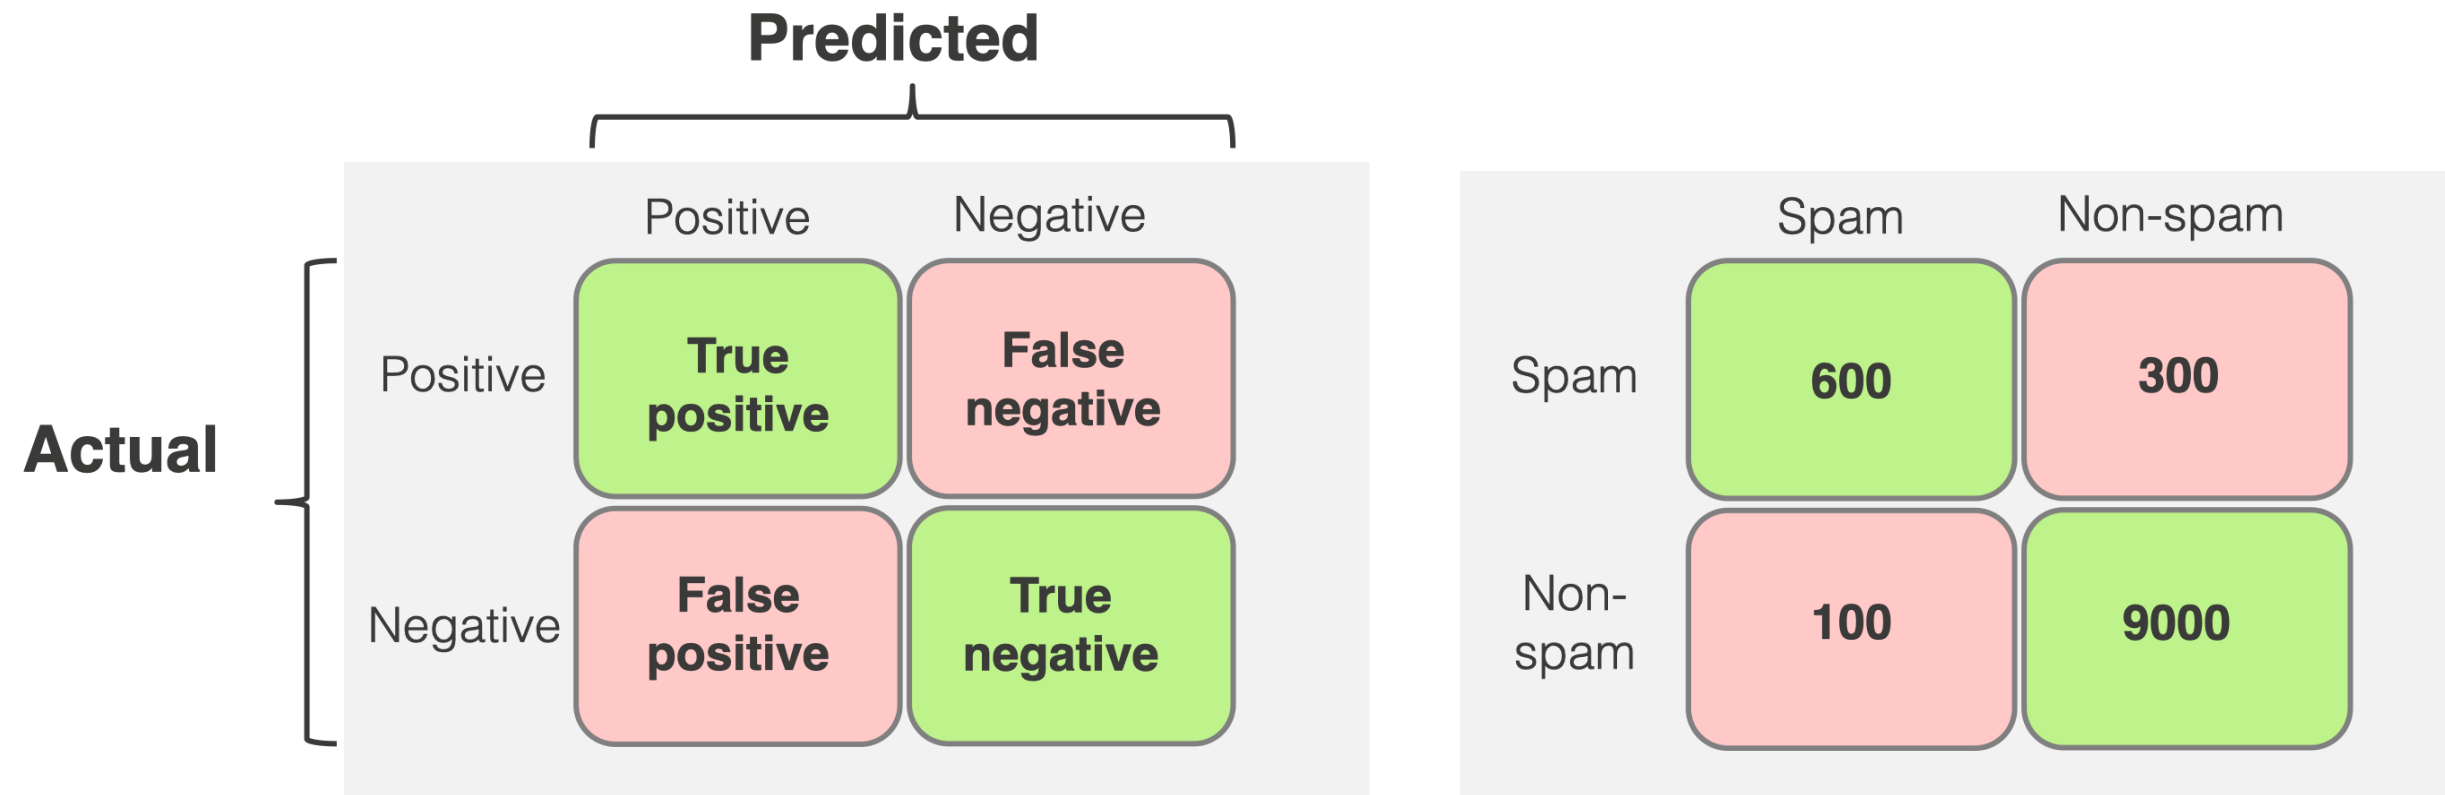 Predicted
Positive
Negative
Actual
Positive
True
positive
False
negative
Negative
False
positive
True
negative
Spam
Non-spam
Spam
600
300
Non-
spam
100
9000